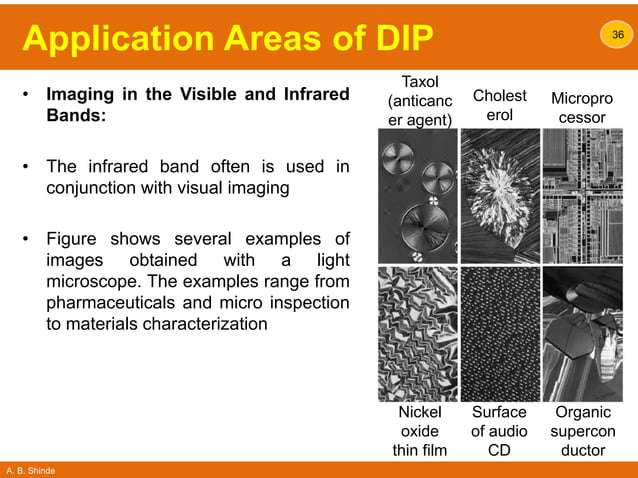 Application Areas of DIP
36
• Imaging in the Visible and Infrared
Bands:
• The infrared band often is used in
conjunction with visual imaging
• Figure shows several examples of
images obtained with a light
microscope. The examples range from
pharmaceuticals and micro inspection
to materials characterization
Taxol
(anticanc
er agent)
Cholest
erol
Micropro
cessor
Nickel
oxide
thin film
Surface
of audio
CD
Organic
supercon
ductor
A. B. Shinde